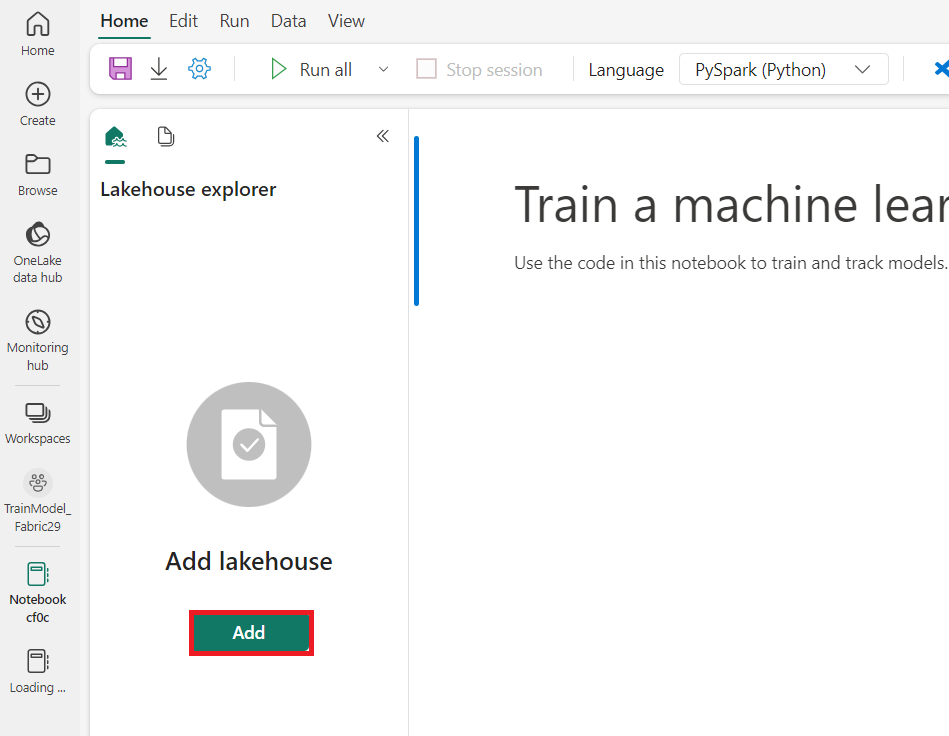 Home
Create
Browse
OneLake
data hub
Monitoring
hub
Workspaces
TrainModel_
Fabric29
Notebook
cf0c
Loading ...
Home Edit Run Data View
Run all Stop session Language PySpark (Python)
Lakehouse explorer
Add lakehouse
Add
Train a machine lear
Use the code in this notebook to train and track models.